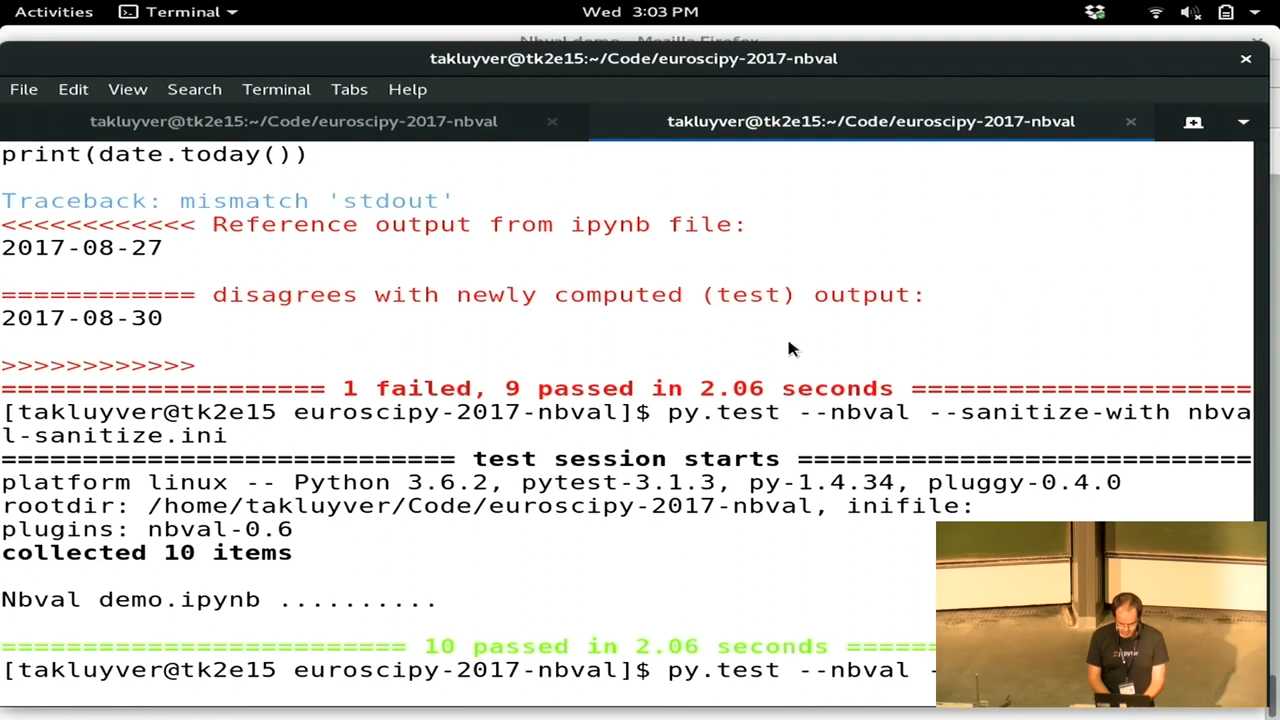 Activities Terminal Wed 3:03 PM
Nbval demo - Mozilla Firefox
takluyver@tk2e15:~/Code/euroscipy-2017-nbval
File Edit View Search Terminal Tabs Help
takluyver@tk2e15:~/Code/euroscipy-2017-nbval takluyver@tk2e15:~/Code/euroscipy-2017-nbval
print(date.today())
Traceback: mismatch 'stdout'
<<<<<<<<<<<< Reference output from ipynb file:
2017-08-27
============ disagrees with newly computed (test) output:
2017-08-30
>>>>>>>>>>>>
==================== 1 failed, 9 passed in 2.06 seconds =====================
[takluyver@tk2e15 euroscipy-2017-nbval]$ py.test --nbval --sanitize-with nbva
l-sanitize.ini
============================ test session starts ============================
platform linux -- Python 3.6.2, pytest-3.1.3, py-1.4.34, pluggy-0.4.0
rootdir: /home/takluyver/Code/euroscipy-2017-nbval, inifile:
plugins: nbval-0.6
collected 10 items
Nbval demo.ipynb ..........
========================= 10 passed in 2.06 seconds ======
[takluyver@tk2e15 euroscipy-2017-nbval]$ py.test --nbval -